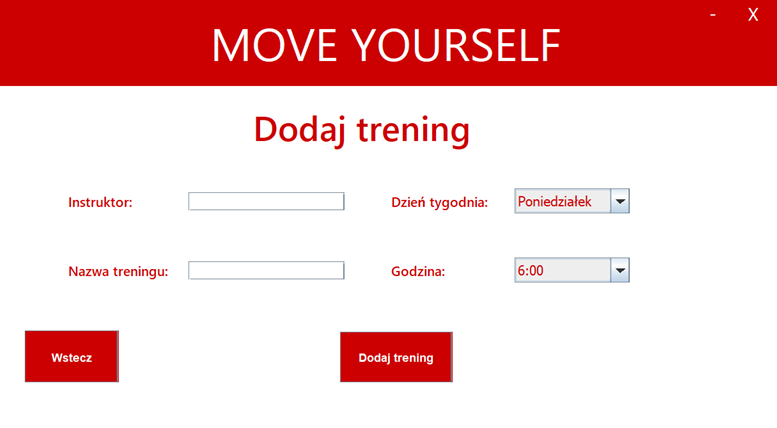 - X
MOVE YOURSELF
Dodaj trening
Instruktor:
Dzień tygodnia: Poniedziałek
Nazwa treningu:
Godzina: 6:00
Wstecz
Dodaj trening